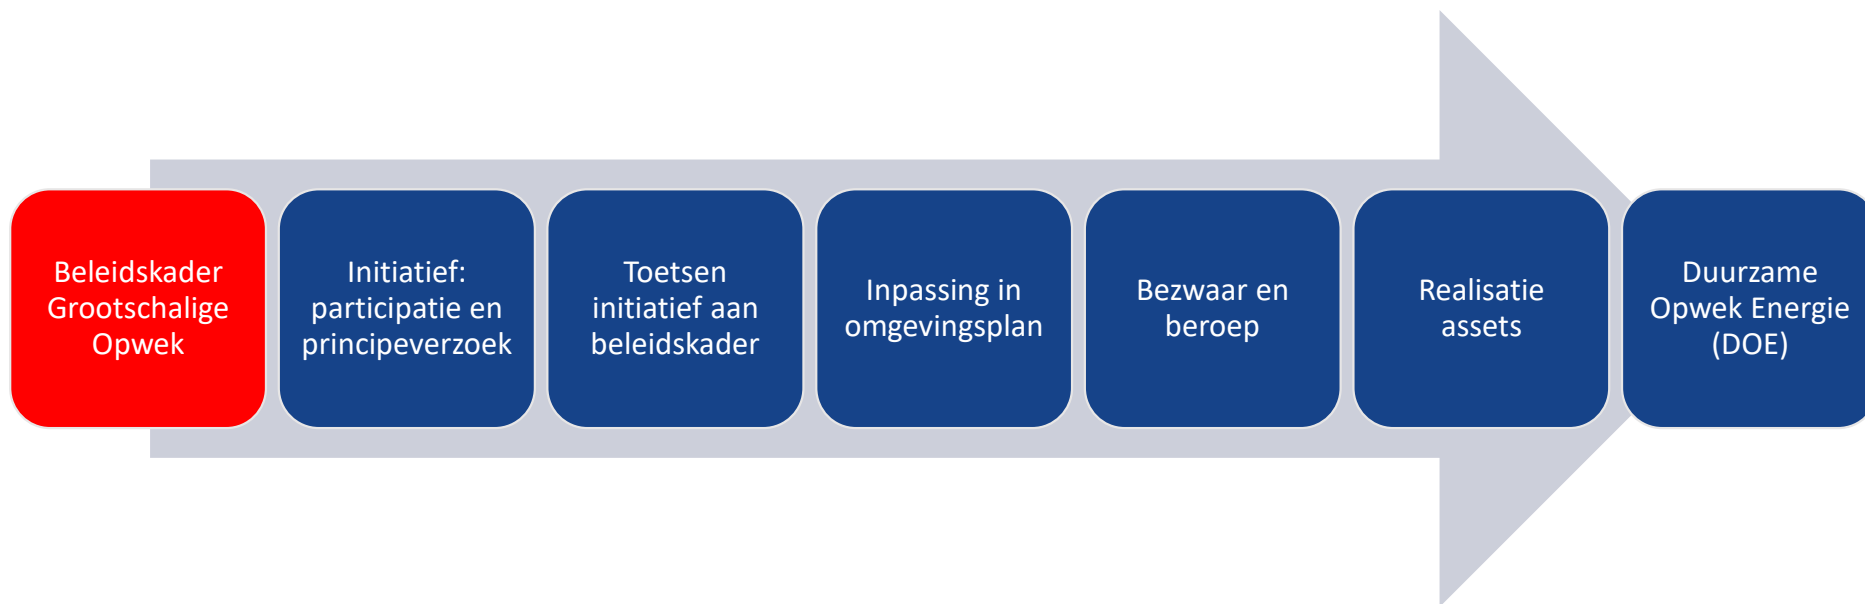 Beleidskader
Grootschalige
Opwek
Initiatief:
participatie en
principeverzoek
Toetsen
initiatief aan
beleidskader
Inpassing in
omgevingsplan
Bezwaar en
beroep
Realisatie
assets
Duurzame
Opwek Energie
(DOE)